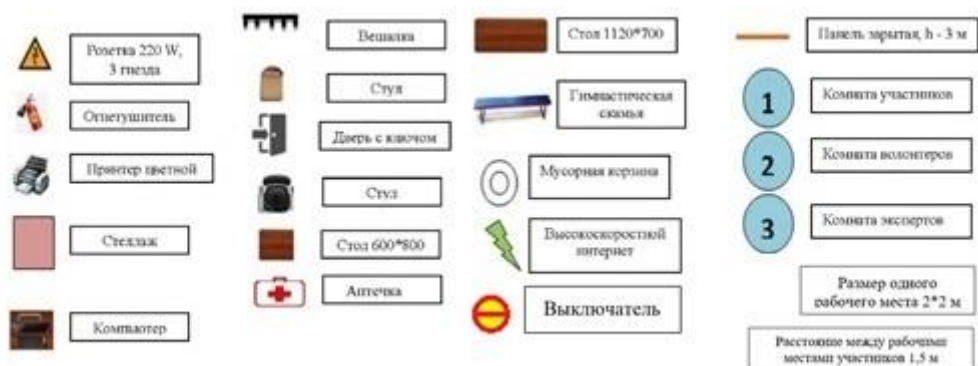 Розетка 220 W,
3 гнезда
Огнетушитель
Принтер цветной
Стеллаж
Компьютер
Вешалка
Стул
Дверь с ключом
Стул
Стол 600*800
Аптечка
Стол 1120*700
Гимнастическая
скамья
Мусорная корзина
Высокоскоростной
интернет
Выключатель
Панель зарытая, h - 3 м
1
Комната участников
2
Комната волонтеров
3
Комната экспертов
Размер одного
рабочего места 2*2 м
Расстояние между рабочими
местами участников 1,5 м